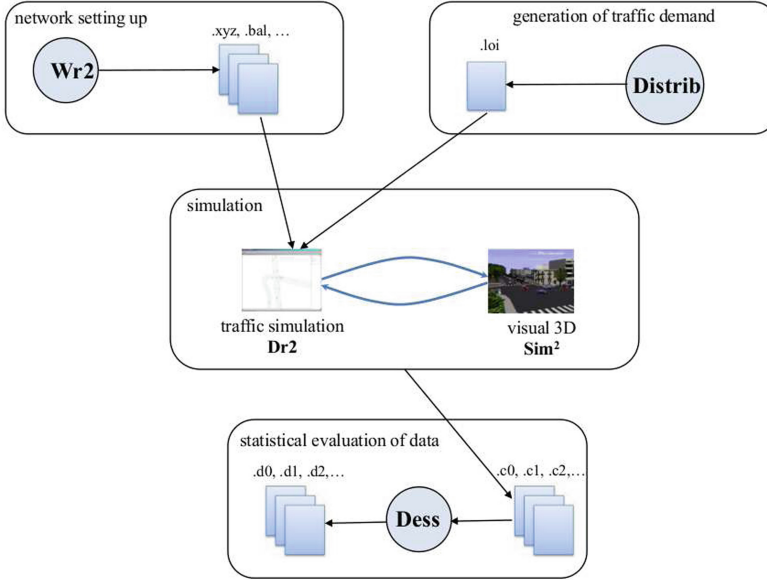 network setting up
.xyz, .bal, …
Wr2
generation of traffic demand
.loi
Distrib
simulation
traffic simulation
Dr2
visual 3D
Sim²
statistical evaluation of data
.d0, .d1, .d2,…
.c0, .c1, .c2,…
Dess